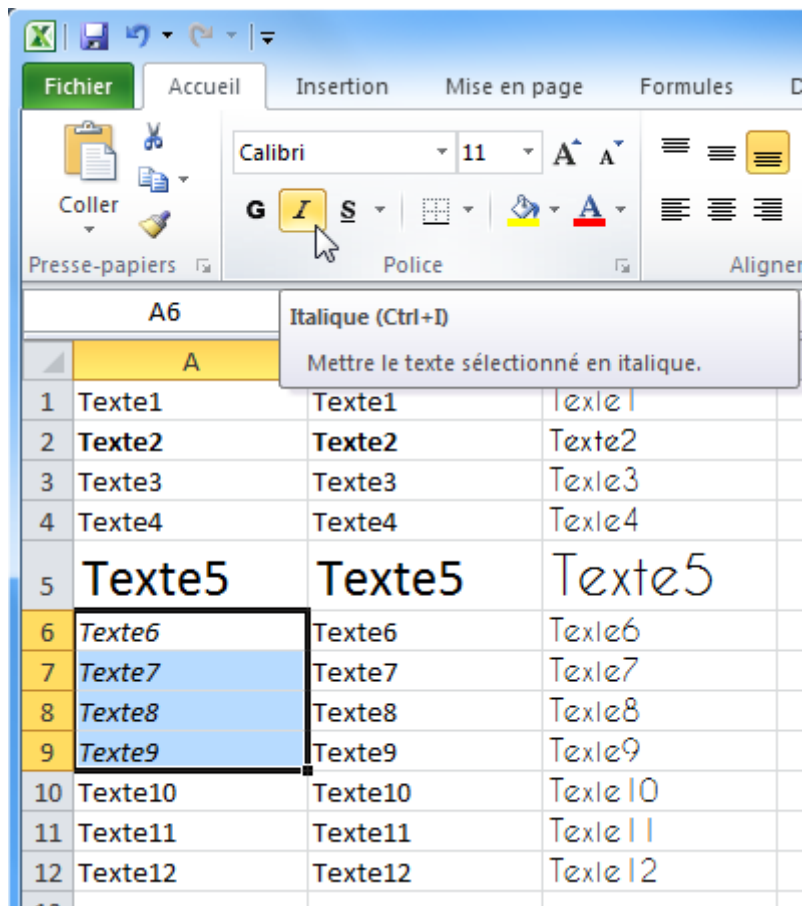 Fichier Accueil Insertion Mise en page Formules D
Calibri 11 A A
Coller G I S A
Presse-papiers Police Aligner
A6
Italique (Ctrl+I)
Mettre le texte sélectionné en italique.
A
1 Texte1 Texte1 Texte1
2 Texte2 Texte2 Texte2
3 Texte3 Texte3 Texte3
4 Texte4 Texte4 Texte4
5 Texte5 Texte5 Texte5
6 Texte6 Texte6 Texte6
7 Texte7 Texte7 Texte7
8 Texte8 Texte8 Texte8
9 Texte9 Texte9 Texte9
10 Texte10 Texte10 Texte10
11 Texte11 Texte11 Texte11
12 Texte12 Texte12 Texte12